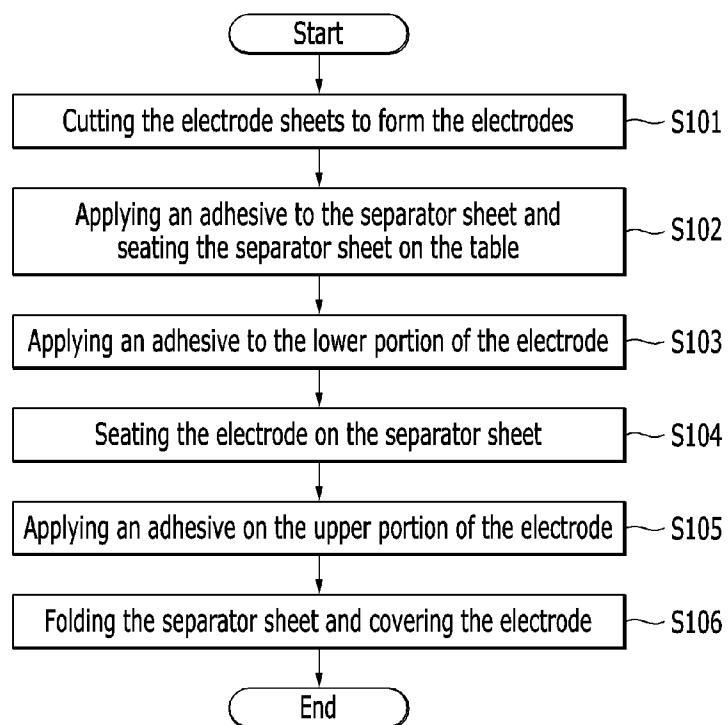 Start
Cutting the electrode sheets to form the electrodes
S101
Applying an adhesive to the separator sheet and
seating the separator sheet on the table
S102
Applying an adhesive to the lower portion of the electrode
S103
Seating the electrode on the separator sheet
S104
Applying an adhesive on the upper portion of the electrode
S105
Folding the separator sheet and covering the electrode
S106
End